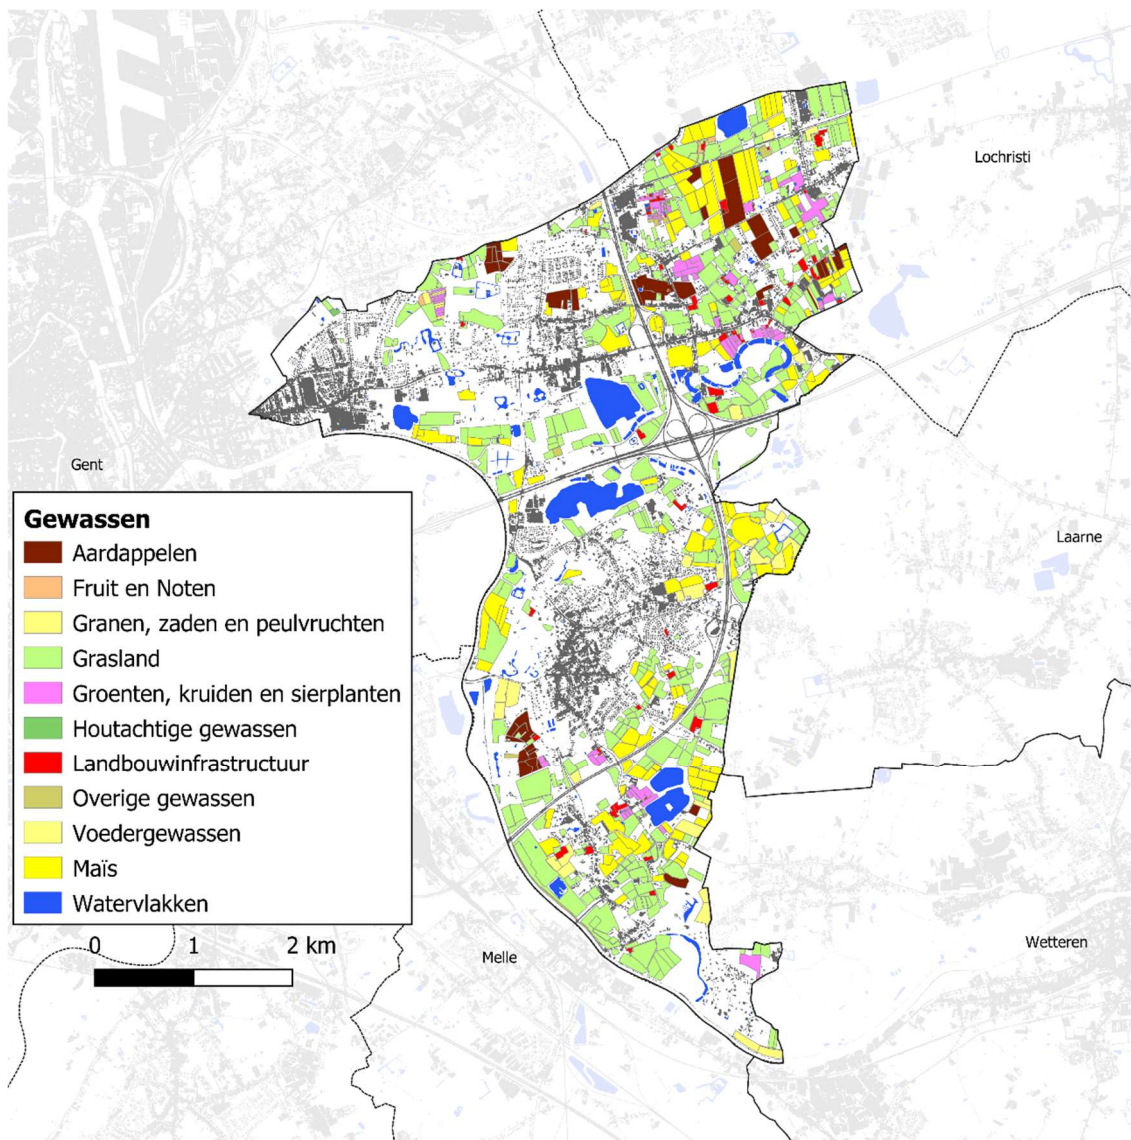 Lochristi
Gent
Laarne
Gewassen
Aardappelen
Fruit en Noten
Granen, zaden en peulvruchten
Grasland
Groenten, kruiden en sierplanten
Houtachtige gewassen
Landbouwinfrastructuur
Overige gewassen
Voedergewassen
Maïs
Watervlakken
0 1 2 km
Melle
Wetteren